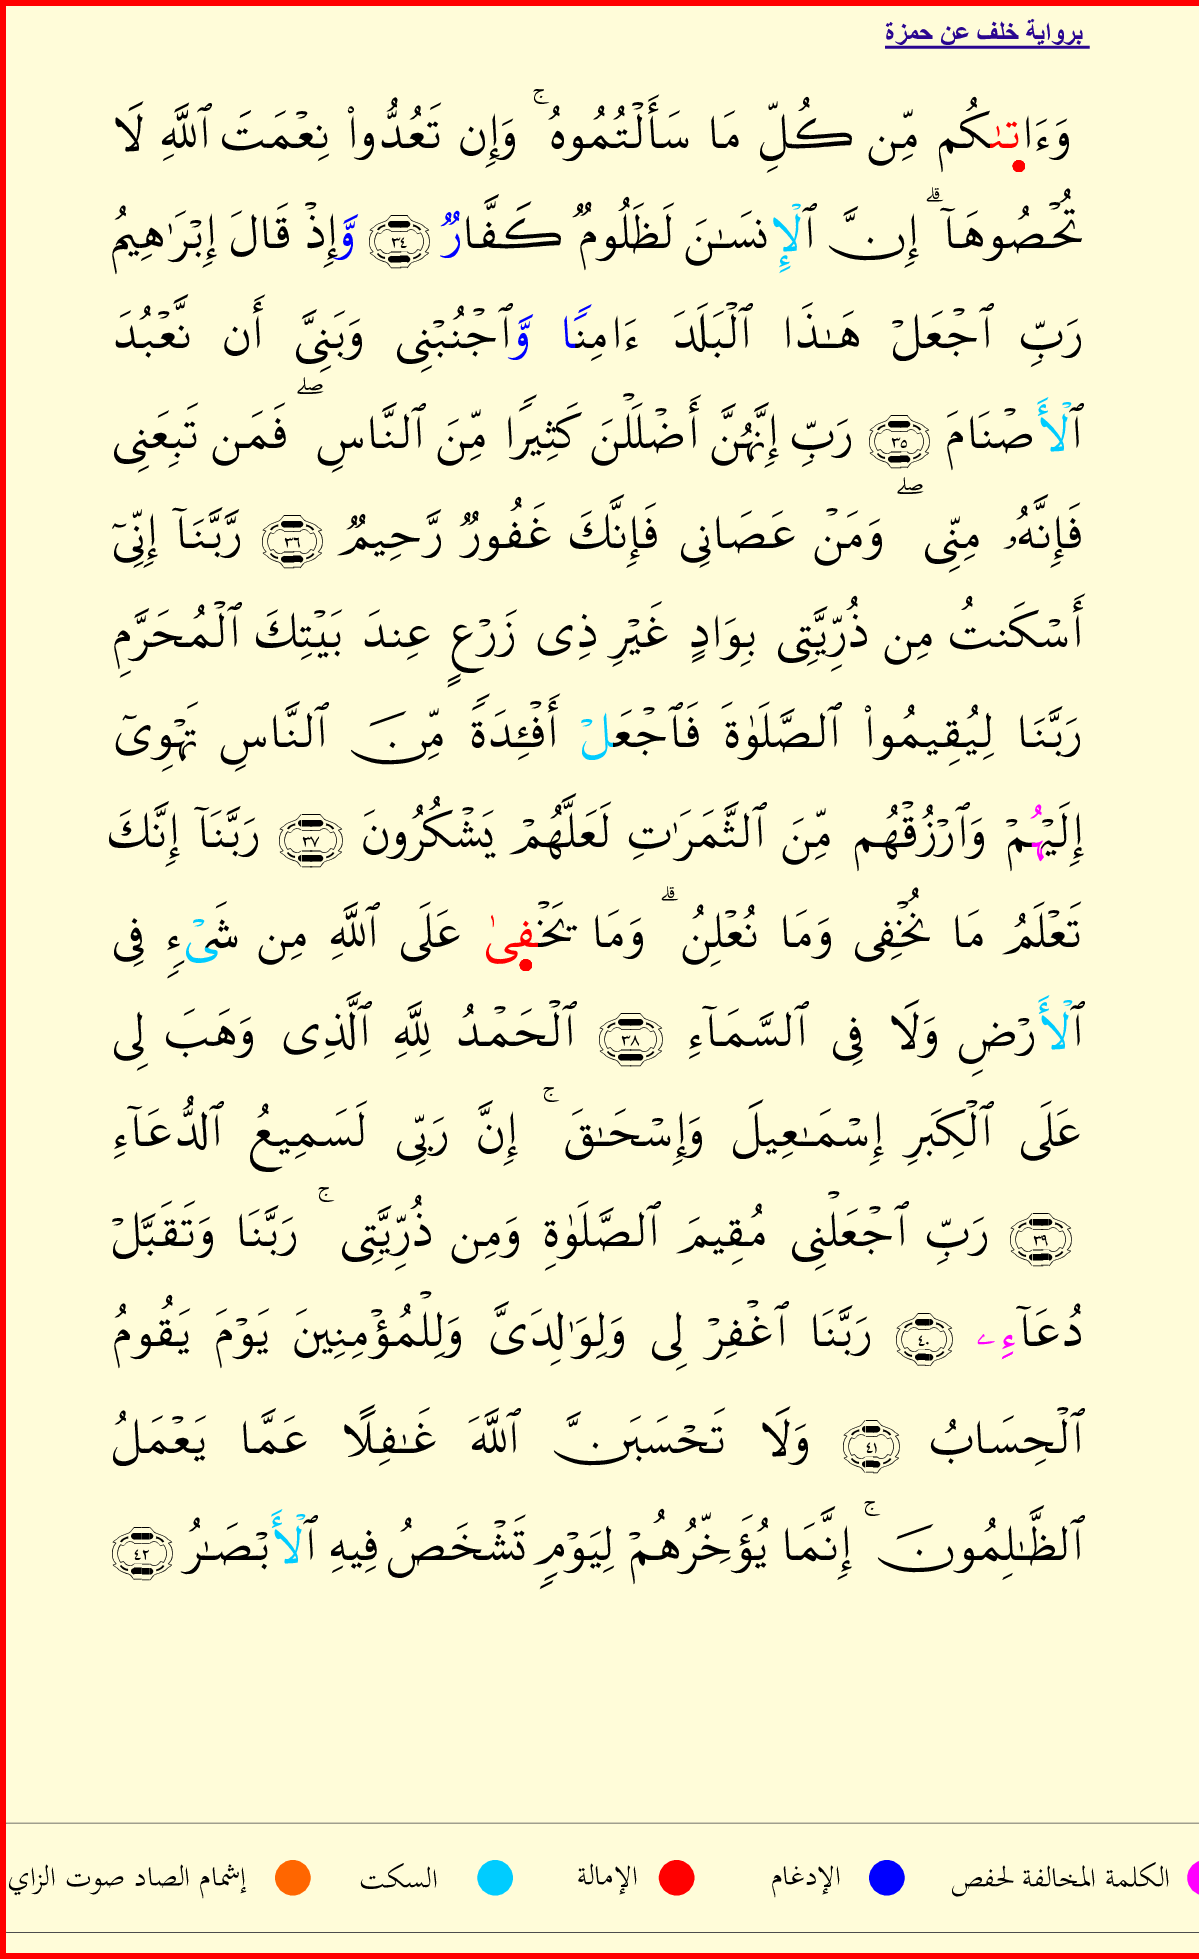 برواية خلف عن حمزة
وَءَاتىٰكُم مِّن كُلِّ مَا سَأَلْتُمُوهُ ۚ وَإِن تَعُدُّوا۟ نِعْمَتَ ٱللَّهِ لَا
تُحْصُوهَآ ۗ إِنَّ ٱلْإِنسَـٰنَ لَظَلُومٌ كَفَّارٌ ٣٤ وَّإِذْ قَالَ إِبْرَٰهِيمُ
رَبِّ ٱجْعَلْ هَـٰذَا ٱلْبَلَدَ ءَامِنًا وَّٱجْنُبْنِى وَبَنِىَّ أَن نَّعْبُدَ
ٱلْأَصْنَامَ ٣٥ رَبِّ إِنَّهُنَّ أَضْلَلْنَ كَثِيرًا مِّنَ ٱلنَّاسِ ۖ فَمَن تَبِعَنِى
فَإِنَّهُۥ مِنِّى ۖ وَمَنْ عَصَانِى فَإِنَّكَ غَفُورٌ رَّحِيمٌ ٣٦ رَّبَّنَآ إِنِّىٓ
أَسْكَنتُ مِن ذُرِّيَّتِى بِوَادٍ غَيْرِ ذِى زَرْعٍ عِندَ بَيْتِكَ ٱلْمُحَرَّمِ
رَبَّنَا لِيُقِيمُوا۟ ٱلصَّلَوٰةَ فَٱجْعَلْ أَفْـِٔدَةً مِّنَ ٱلنَّاسِ تَهْوِىٓ
إِلَيْهُمْ وَٱرْزُقْهُم مِّنَ ٱلثَّمَرَٰتِ لَعَلَّهُمْ يَشْكُرُونَ ٣٧ رَبَّنَآ إِنَّكَ
تَعْلَمُ مَا نُخْفِى وَمَا نُعْلِنُ ۗ وَمَا يَخْفىٰ عَلَى ٱللَّهِ مِن شَىْءٍ فِى
ٱلْأَرْضِ وَلَا فِى ٱلسَّمَآءِ ٣٨ ٱلْحَمْدُ لِلَّهِ ٱلَّذِى وَهَبَ لِى
عَلَى ٱلْكِبَرِ إِسْمَـٰعِيلَ وَإِسْحَـٰقَ ۚ إِنَّ رَبِّى لَسَمِيعُ ٱلدُّعَآءِ
٣٩ رَبِّ ٱجْعَلْنِى مُقِيمَ ٱلصَّلَوٰةِ وَمِن ذُرِّيَّتِى ۚ رَبَّنَا وَتَقَبَّلْ
دُعَآءِۦ ٤٠ رَبَّنَا ٱغْفِرْ لِى وَلِوَٰلِدَىَّ وَلِلْمُؤْمِنِينَ يَوْمَ يَقُومُ
ٱلْحِسَابُ ٤١ وَلَا تَحْسَبَنَّ ٱللَّهَ غَـٰفِلًا عَمَّا يَعْمَلُ
ٱلظَّـٰلِمُونَ ۚ إِنَّمَا يُؤَخِّرُهُمْ لِيَوْمٍ تَشْخَصُ فِيهِ ٱلْأَبْصَـٰرُ ٤٢
الكلمة المخالفة لحفص الإدغام الإمالة السكت إشمام الصاد صوت الزاي